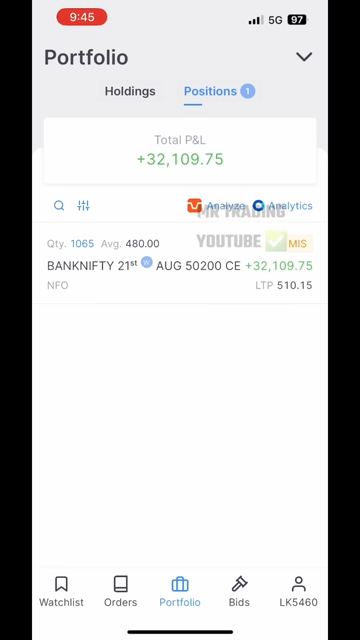 9:45
5G 97
Portfolio
Holdings
Positions 1
Total P&L
+32,109.75
Analyze
Analytics
MR TRADING
YOUTUBE
MIS
Qty. 1065 Avg. 480.00
BANKNIFTY 21st W AUG 50200 CE +32,109.75
NFO
LTP 510.15
Watchlist
Orders
Portfolio
Bids
LK5460